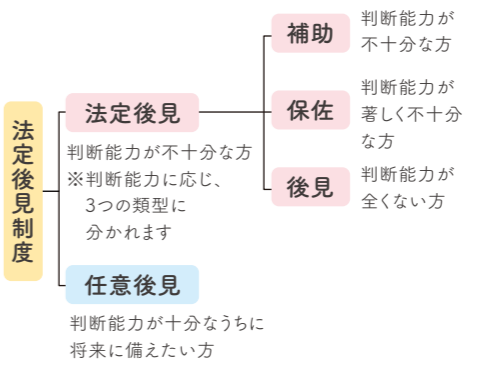 法定後見制度
法定後見
判断能力が不十分な方
※判断能力に応じ、
3つの類型に
分かれます
補助
判断能力が
不十分な方
保佐
判断能力が
著しく不十分
な方
後見
判断能力が
全くない方
任意後見
判断能力が十分なうちに
将来に備えたい方